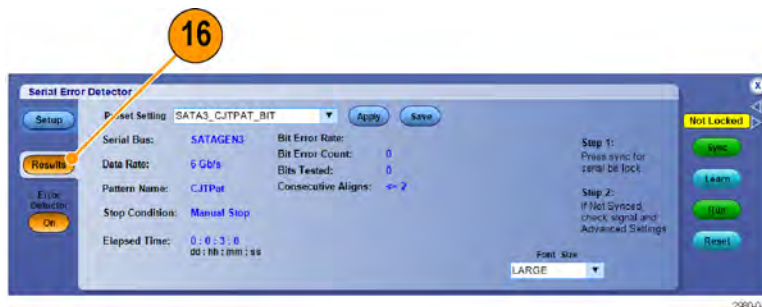 16
Serial Error Detector
X
Setup
Preset Setting SATA3_CJTPAT_BIT Apply Save
Not Locked
Serial Bus: SATAGEN3 Bit Error Rate:
Step 1:
Sync
Bit Error Count: 0
Press sync for
Results
Data Rate: 6 Gb/s Bits Tested: 0
serial be lock
Learn
Pattern Name: CJTPat Consecutive Aligns: <= 2
Step 2:
Error
Detector
If Not Synced,
On
Stop Condition: Manual Stop
check signal and
Run
Advanced Settings
Elapsed Time: 0 : 0 : 3 : 0
Reset
dd : hh : mm : ss
Font Size
LARGE